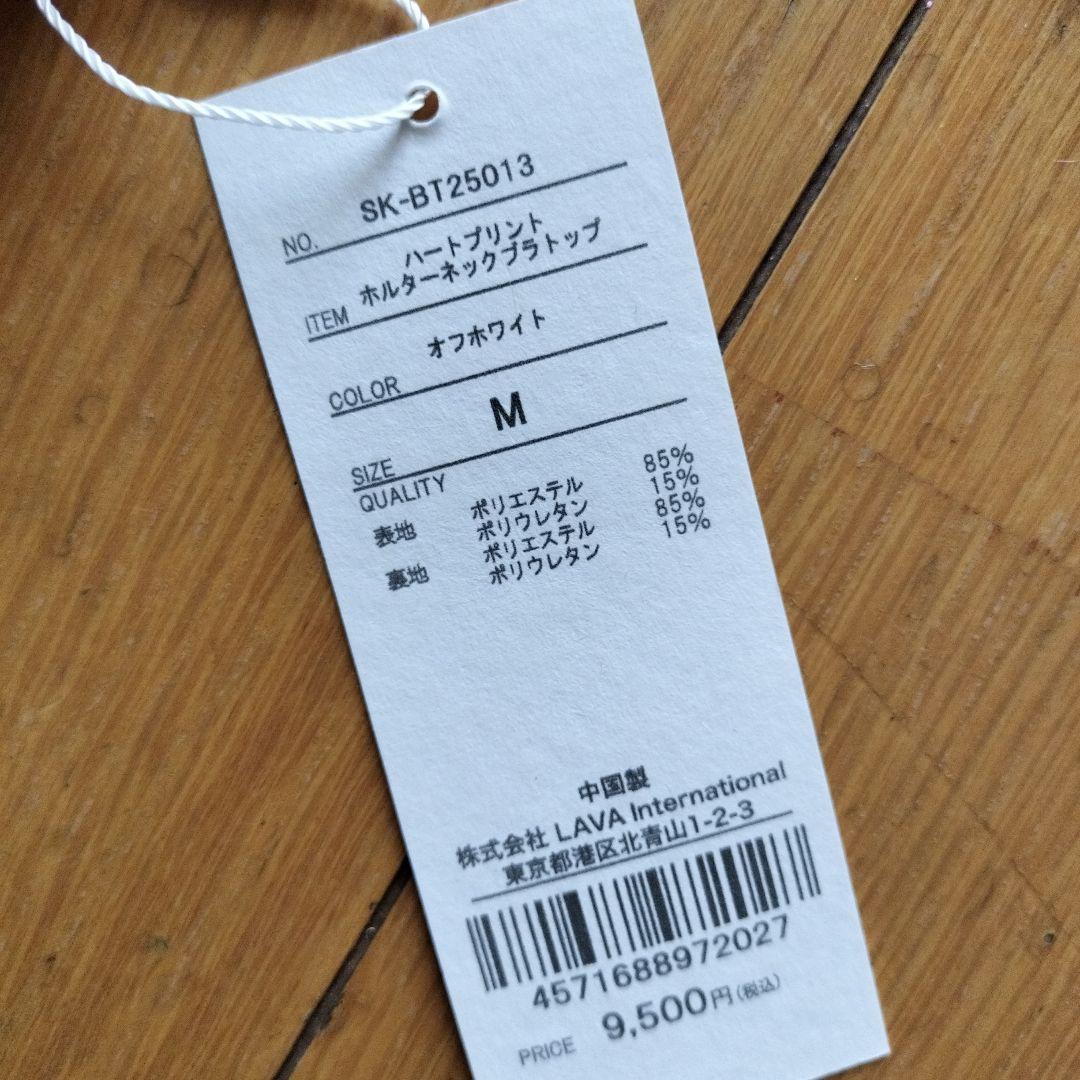 NO. SK-BT25013
ハートプリント
ITEM ホルターネックブラトップ
COLOR オフホワイト
SIZE M
QUALITY
表地 ポリエステル 85%
ポリウレタン 15%
裏地 ポリエステル 85%
ポリウレタン 15%
中国製
株式会社 LAVA International
東京都港区北青山1-2-3
4571688972027
PRICE 9,500円(税込)